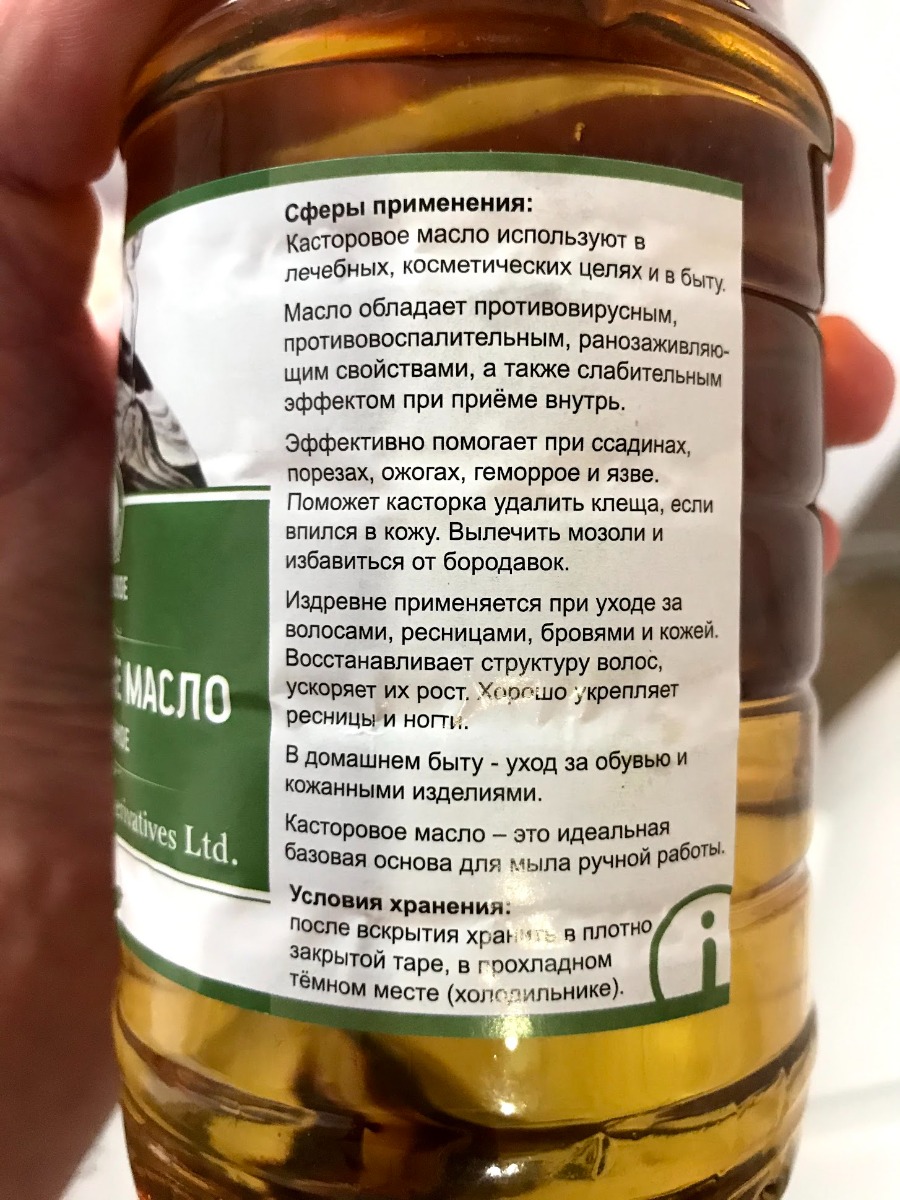 Сферы применения:
Касторовое масло используют в
лечебных, косметических целях и в быту.
Масло обладает противовирусным,
противовоспалительным, ранозаживляю-
щим свойствами, а также слабительным
эффектом при приёме внутрь.
Эффективно помогает при ссадинах,
порезах, ожогах, геморрое и язве.
Поможет касторка удалить клеща, если
впился в кожу. Вылечить мозоли и
избавиться от бородавок.
Издревне применяется при уходе за
волосами, ресницами, бровями и кожей.
Восстанавливает структуру волос,
ускоряет их рост. Хорошо укрепляет
ресницы и ногти.
В домашнем быту - уход за обувью и
кожанными изделиями.
Касторовое масло – это идеальная
базовая основа для мыла ручной работы.
Условия хранения:
после вскрытия хранить в плотно
закрытой таре, в прохладном
тёмном месте (холодильнике).
i
МАСЛО
Ltd.